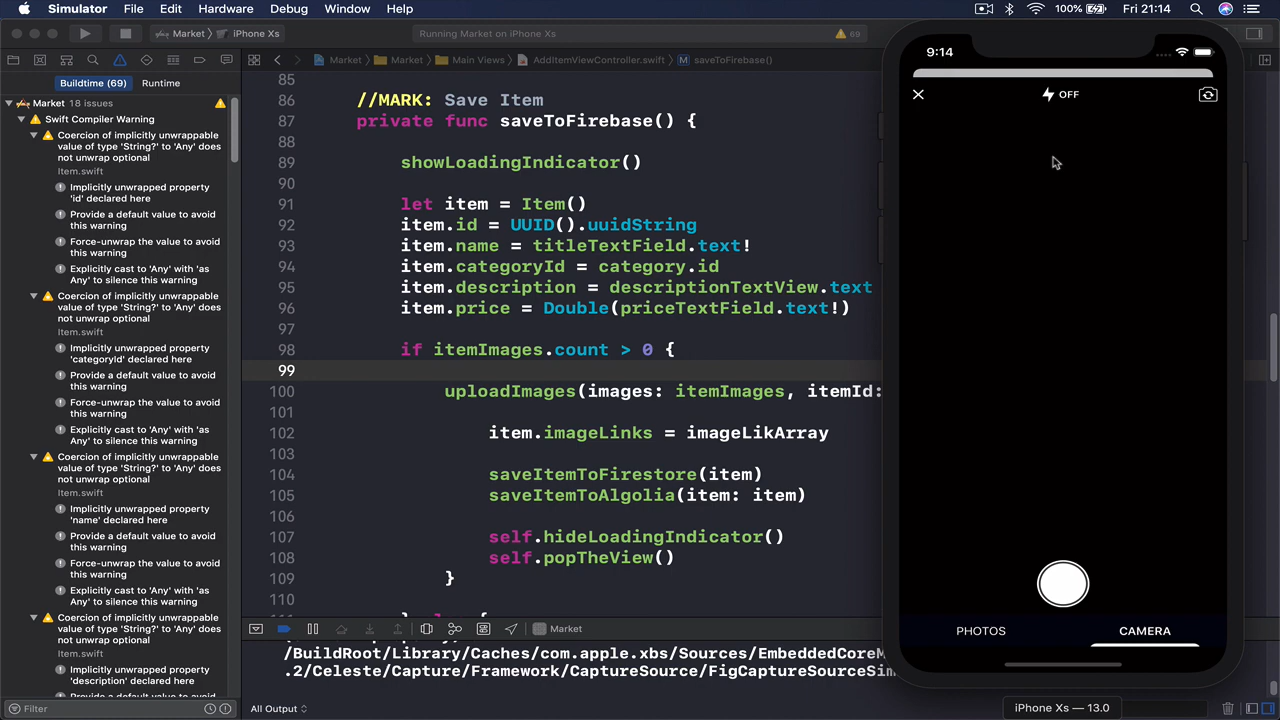 Simulator File Edit Hardware Debug Window Help 100% Fri 21:14
Market iPhone Xs Running Market on iPhone Xs 69
Market Market Main Views AddItemViewController.swift saveToFirebase()
Buildtime (69) Runtime
Market 18 issues
Swift Compiler Warning
Coercion of implicitly unwrappable
value of type 'String?' to 'Any' does
not unwrap optional
Item.swift
Implicitly unwrapped property
'id' declared here
Provide a default value to avoid
this warning
Force-unwrap the value to avoid
this warning
Explicitly cast to 'Any' with 'as
Any' to silence this warning
Coercion of implicitly unwrappable
value of type 'String?' to 'Any' does
not unwrap optional
Item.swift
Implicitly unwrapped property
'categoryId' declared here
Provide a default value to avoid
this warning
Force-unwrap the value to avoid
this warning
Explicitly cast to 'Any' with 'as
Any' to silence this warning
Coercion of implicitly unwrappable
value of type 'String?' to 'Any' does
not unwrap optional
Item.swift
Implicitly unwrapped property
'name' declared here
Provide a default value to avoid
this warning
Force-unwrap the value to avoid
this warning
Explicitly cast to 'Any' with 'as
Any' to silence this warning
Coercion of implicitly unwrappable
value of type 'String?' to 'Any' does
not unwrap optional
Item.swift
Implicitly unwrapped property
'description' declared here
Provide a default value to avoid
Filter
85
86 //MARK: Save Item
87 private func saveToFirebase() {
88
89 showLoadingIndicator()
90
91 let item = Item()
92 item.id = UUID().uuidString
93 item.name = titleTextField.text!
94 item.categoryId = category.id
95 item.description = descriptionTextView.text
96 item.price = Double(priceTextField.text!)
97
98 if itemImages.count > 0 {
99
100 uploadImages(images: itemImages, itemId:
101
102 item.imageLinks = imageLikArray
103
104 saveItemToFirestore(item)
105 saveItemToAlgolia(item: item)
106
107 self.hideLoadingIndicator()
108 self.popTheView()
109 }
110
Market
/BuildRoot/Library/Caches/com.apple.xbs/Sources/EmbeddedCoreM
.2/Celeste/Capture/Framework/CaptureSource/FigCaptureSourceSim
All Output
9:14
OFF
PHOTOS CAMERA
iPhone Xs — 13.0